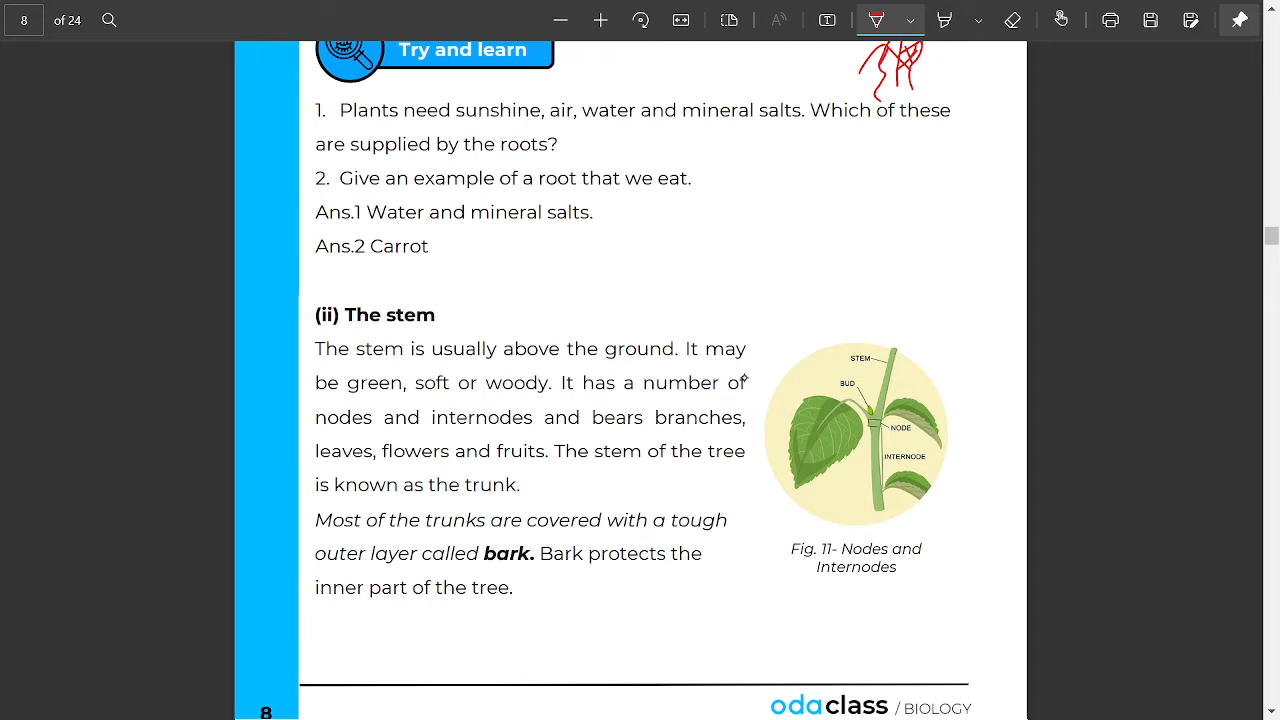 8 of 24
Try and learn
1. Plants need sunshine, air, water and mineral salts. Which of these
are supplied by the roots?
2. Give an example of a root that we eat.
Ans.1 Water and mineral salts.
Ans.2 Carrot
(ii) The stem
The stem is usually above the ground. It may
be green, soft or woody. It has a number of
nodes and internodes and bears branches,
leaves, flowers and fruits. The stem of the tree
is known as the trunk.
Most of the trunks are covered with a tough
outer layer called bark. Bark protects the
inner part of the tree.
STEM
BUD
NODE
INTERNODE
Fig. 11- Nodes and
Internodes
8
odaclass / BIOLOGY